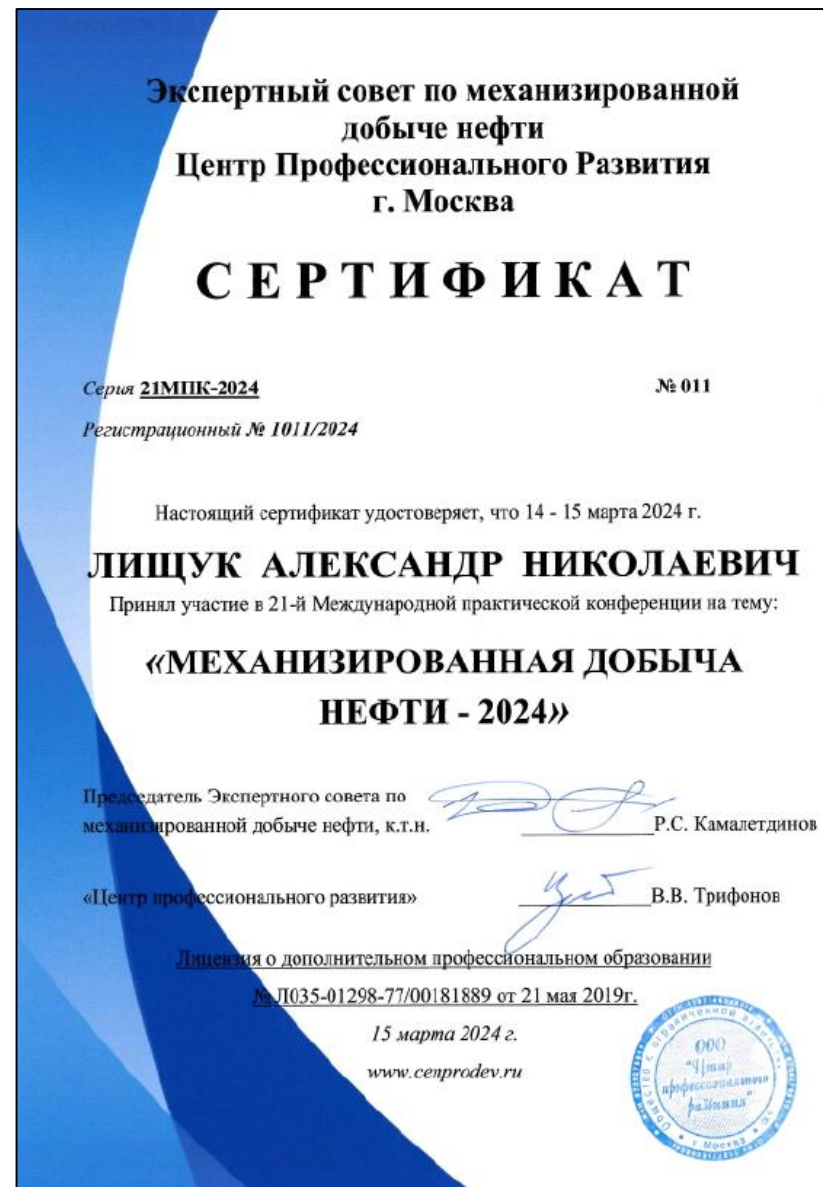 Экспертный совет по механизированной
добыче нефти
Центр Профессионального Развития
г. Москва
СЕРТИФИКАТ
Серия 21МПК-2024 № 011
Регистрационный № 1011/2024
Настоящий сертификат удостоверяет, что 14 - 15 марта 2024 г.
ЛИЩУК АЛЕКСАНДР НИКОЛАЕВИЧ
Принял участие в 21-й Международной практической конференции на тему:
«МЕХАНИЗИРОВАННАЯ ДОБЫЧА
НЕФТИ - 2024»
Председатель Экспертного совета по
механизированной добыче нефти, к.т.н. Р.С. Камалетдинов
«Центр профессионального развития» В.В. Трифонов
Лицензия о дополнительном профессиональном образовании
№ Л035-01298-77/00181889 от 21 мая 2019г.
15 марта 2024 г.
www.cenprodev.ru
ООО
"Центр
профессионального
развития"
Общество с ограниченной
г Москва